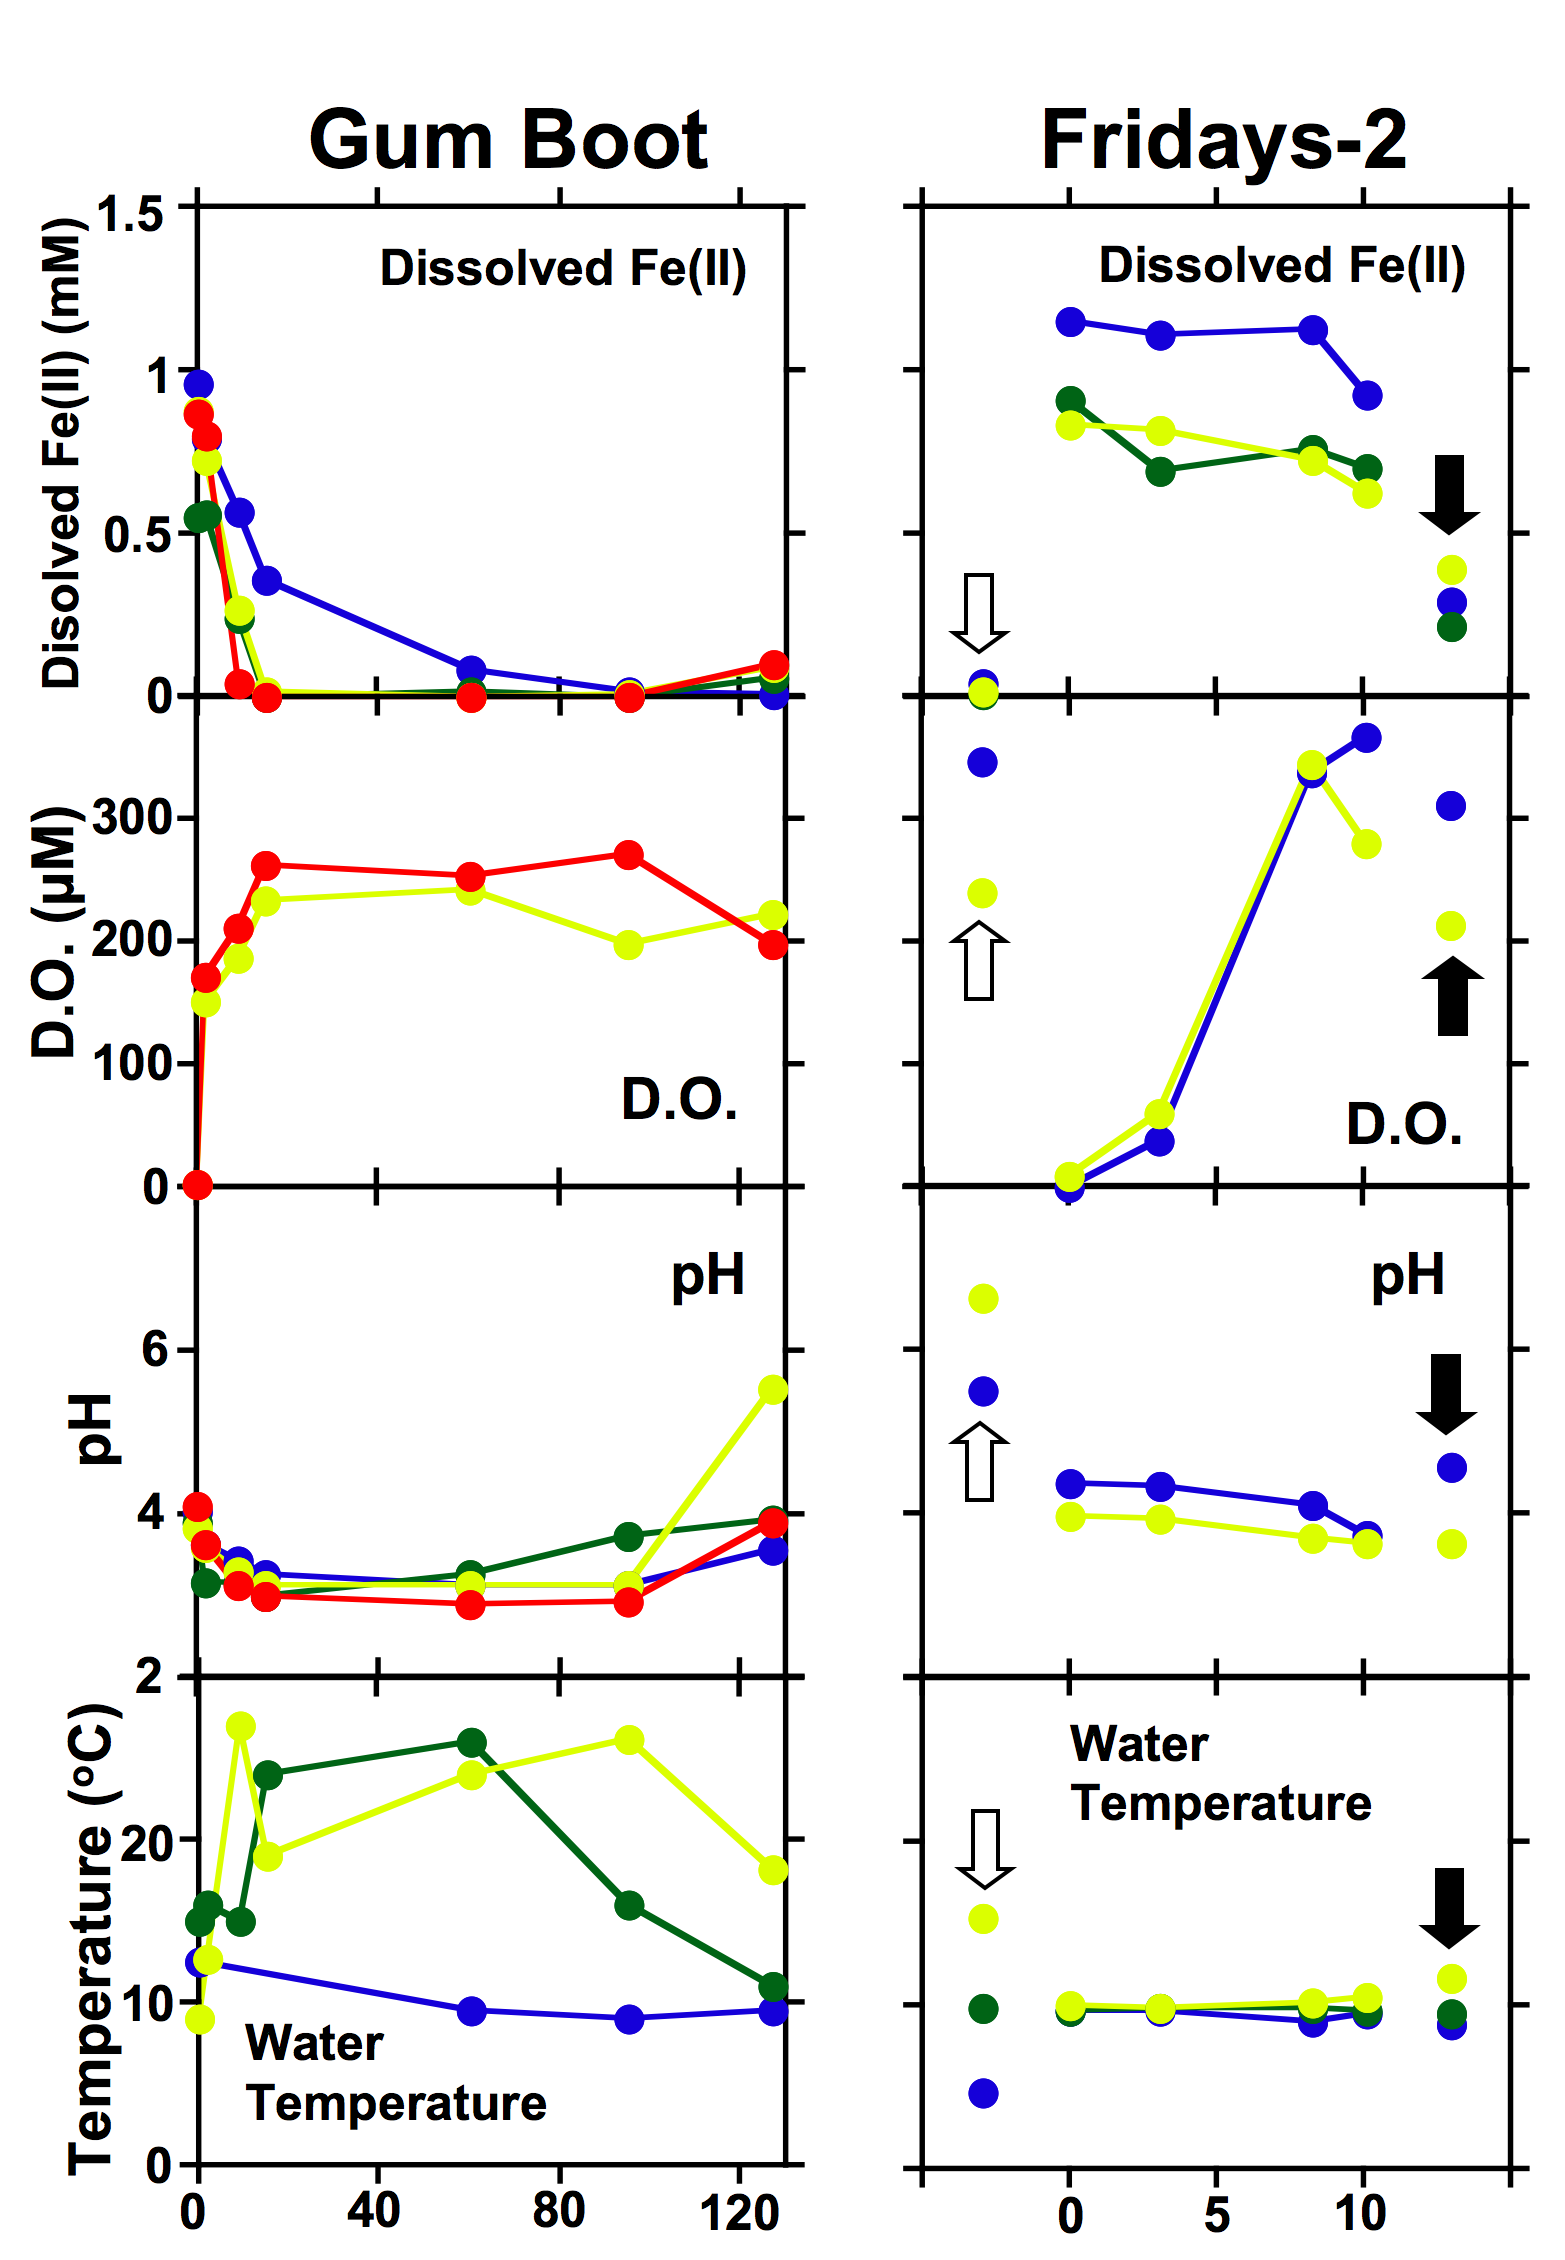 Gum Boot
Fridays-2
Dissolved Fe(II) (mM)
1.5
1
0.5
0
Dissolved Fe(II)
Dissolved Fe(II)
D.O. (µM)
300
200
100
0
D.O.
D.O.
pH
6
4
2
pH
pH
Temperature (oC)
20
10
0
Water
Temperature
Water
Temperature
0 40 80 120
0 5 10